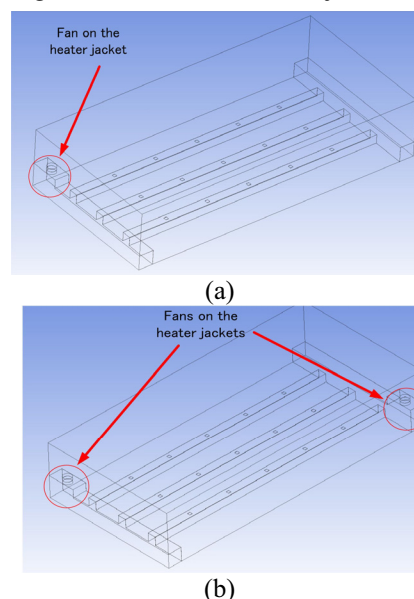 Fan on the
heater jacket
(a)
Fans on the
heater jackets
(b)